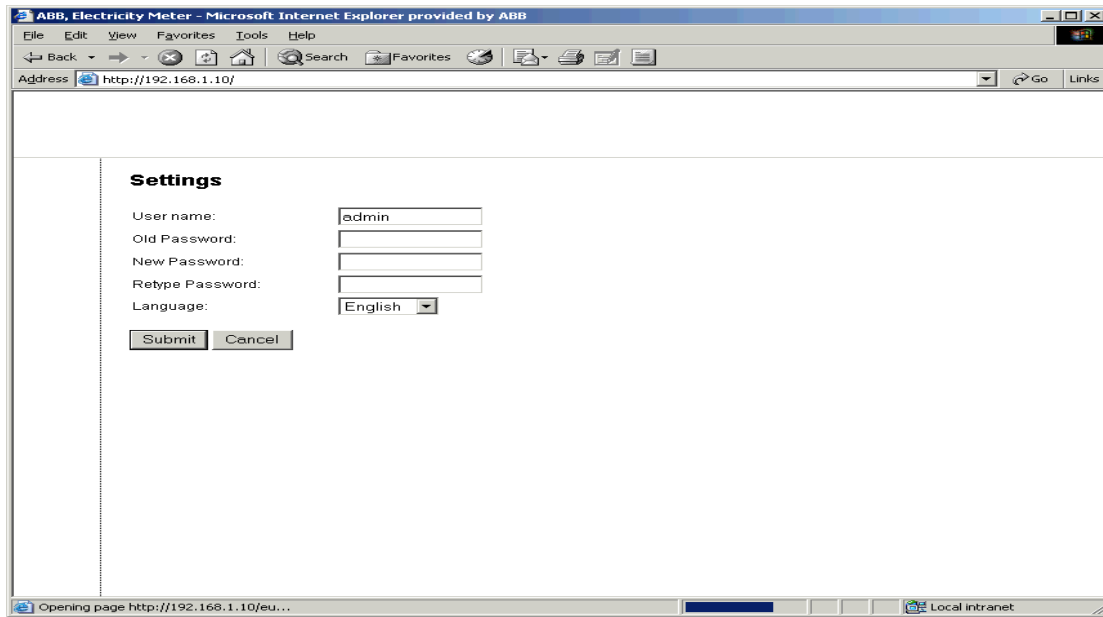 ABB, Electricity Meter - Microsoft Internet Explorer provided by ABB
File Edit View Favorites Tools Help
Back Search Favorites
Address http://192.168.1.10/ Go Links
Settings
User name: admin
Old Password:
New Password:
Retype Password:
Language: English
Submit Cancel
Opening page http://192.168.1.10/eu... Local intranet